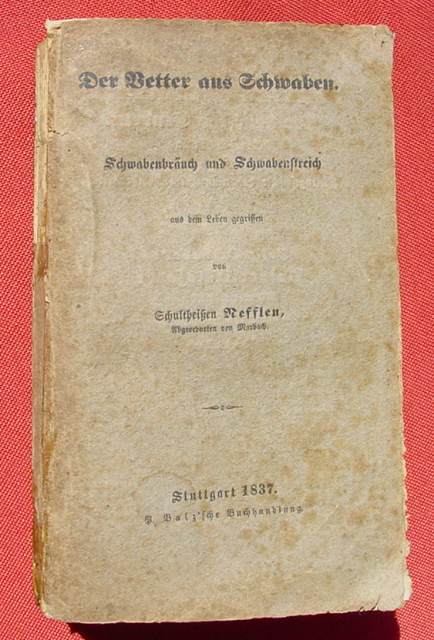 Der Vetter aus Schwaben.
Schwabenbräuch und Schwabenstreich
aus dem Leben gegriffen
von
Schultheißen Nefflen,
Abgeordneten von Marbach.
Stuttgart 1837.
P. Balz'sche Buchhandlung